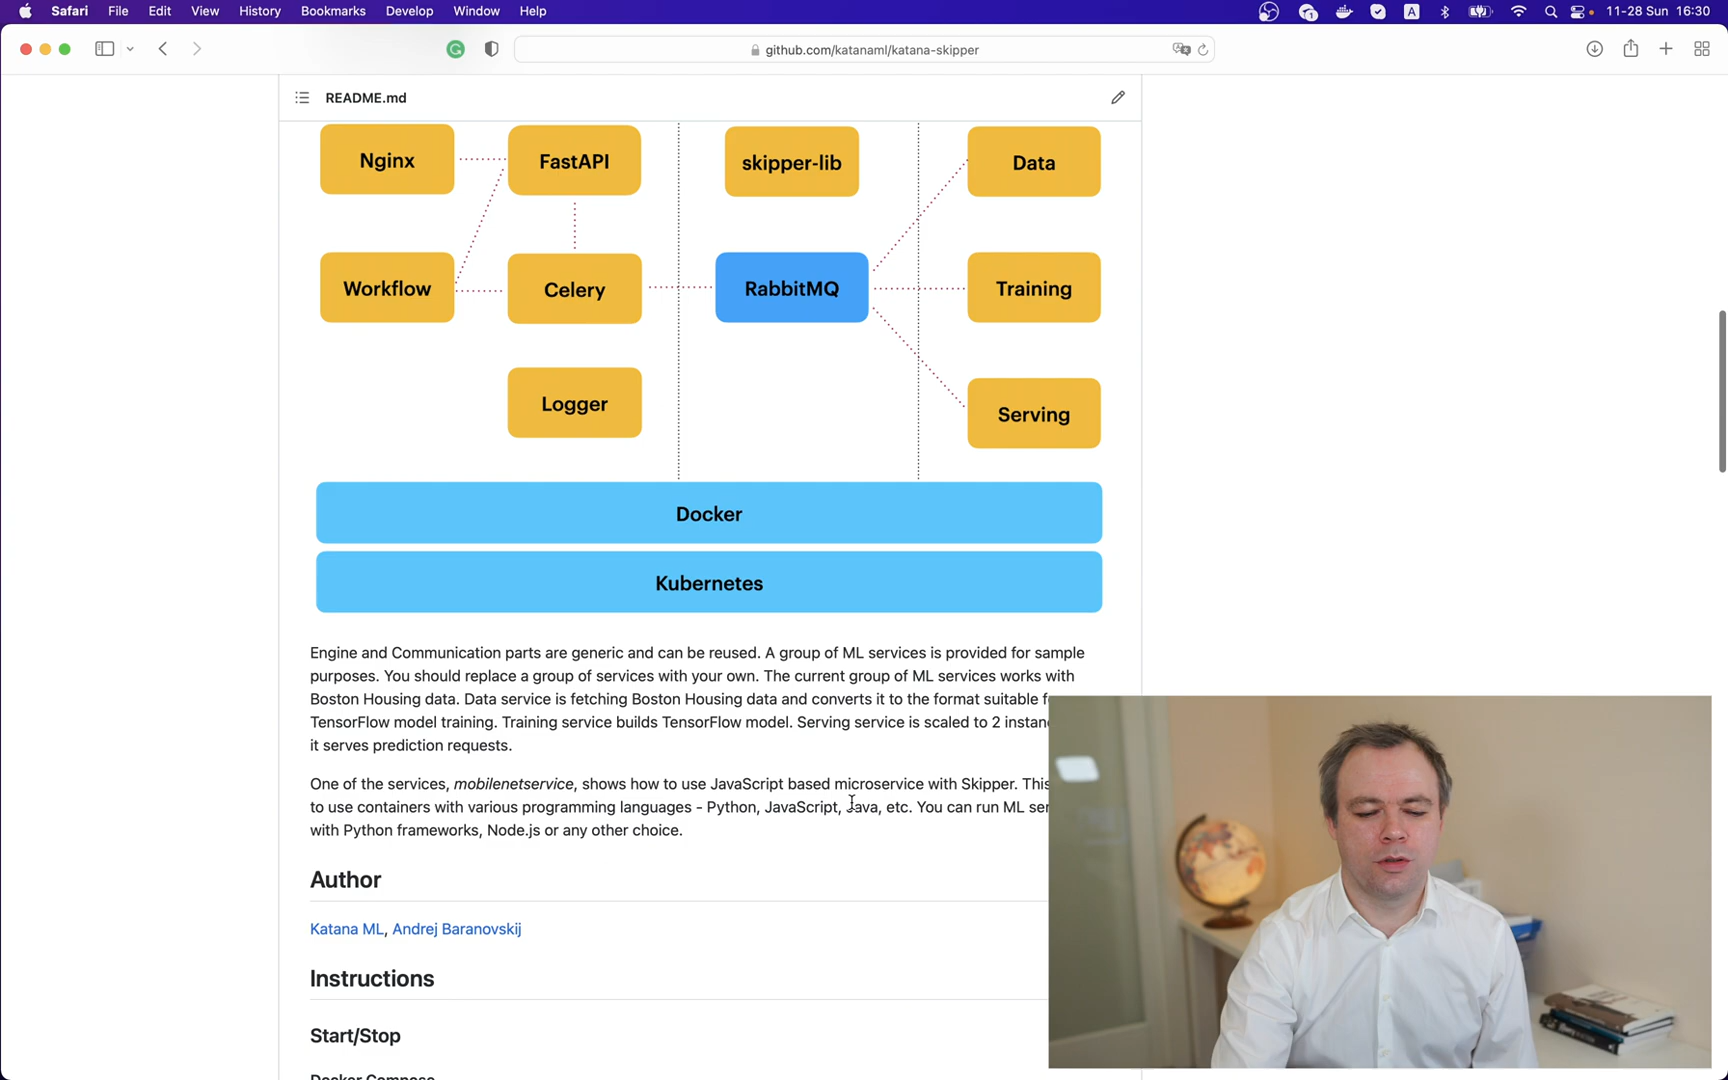 Safari File Edit View History Bookmarks Develop Window Help 11-28 Sun 16:30
github.com/katanaml/katana-skipper
README.md
Nginx FastAPI skipper-lib Data
Workflow Celery RabbitMQ Training
Logger Serving
Docker
Kubernetes
Engine and Communication parts are generic and can be reused. A group of ML services is provided for sample
purposes. You should replace a group of services with your own. The current group of ML services works with
Boston Housing data. Data service is fetching Boston Housing data and converts it to the format suitable
TensorFlow model training. Training service builds TensorFlow model. Serving service is scaled to 2
it serves prediction requests.
One of the services, mobilenetservice, shows how to use JavaScript based microservice with Skipper. This
to use containers with various programming languages - Python, JavaScript, Java, etc. You can run ML
with Python frameworks, Node.js or any other choice.
Author
Katana ML, Andrej Baranovskij
Instructions
Start/Stop
Docker Compose